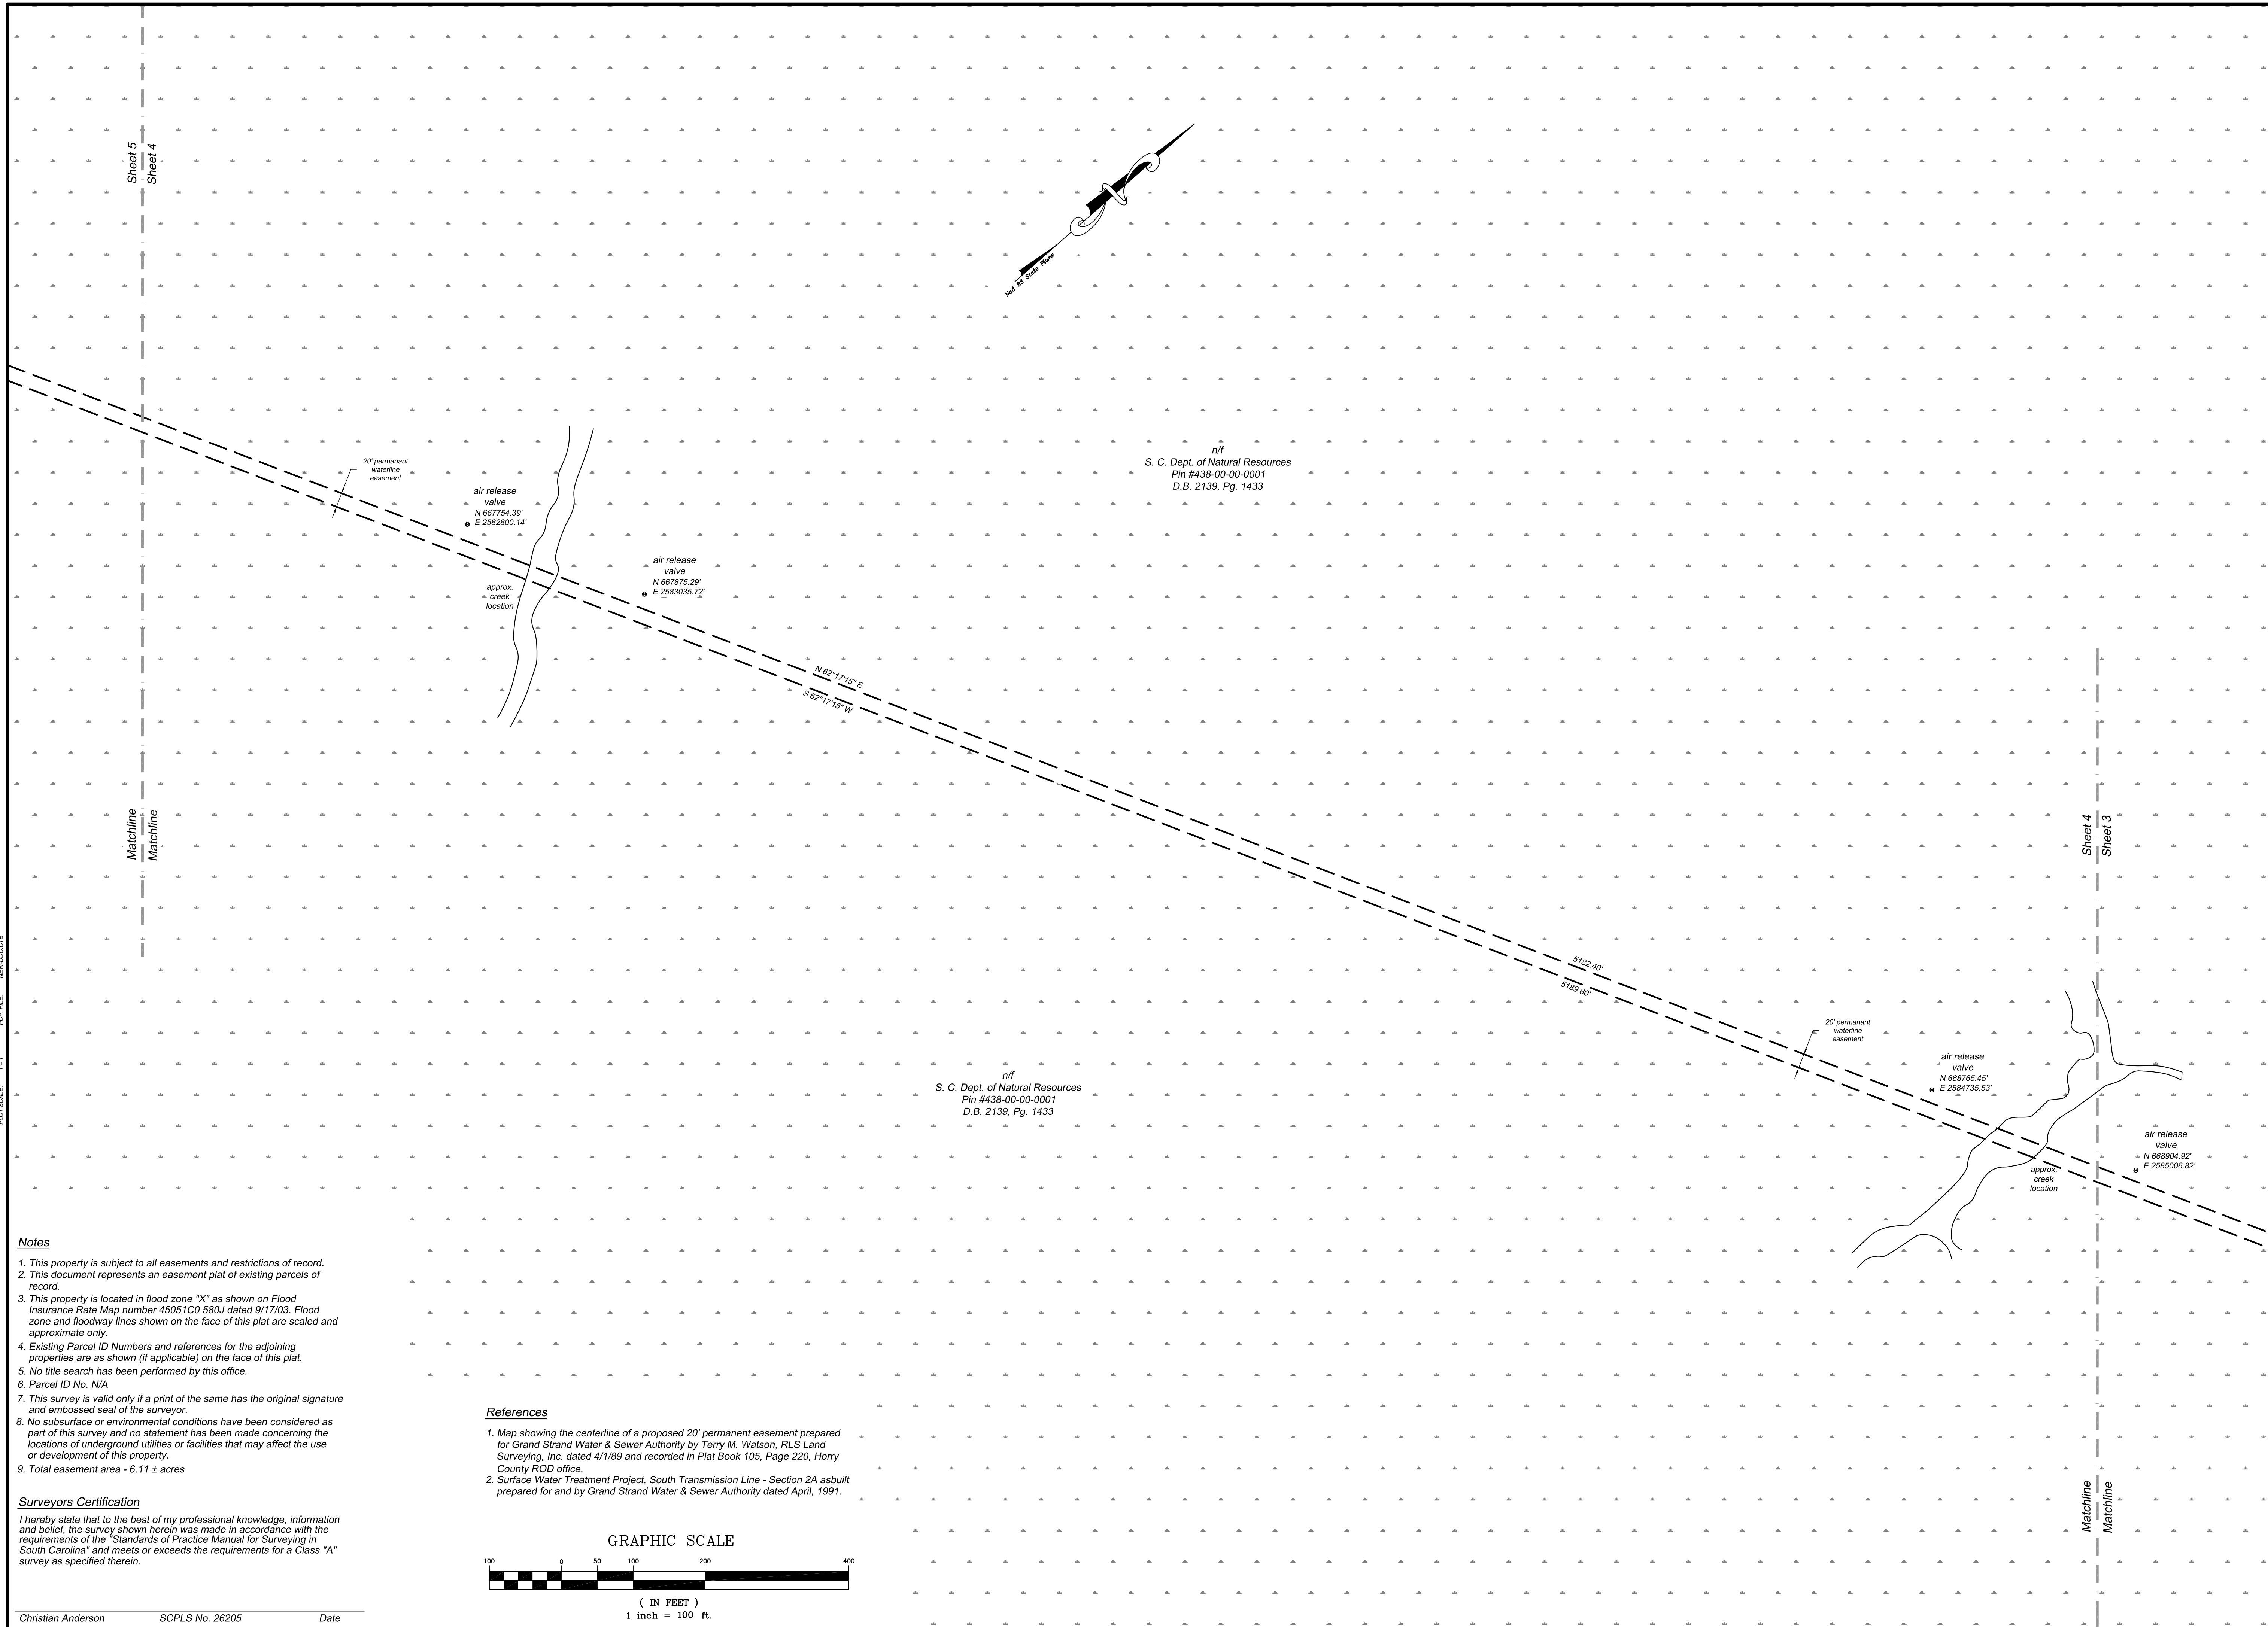 Sheet 5
Sheet 4
Nad 83 State Plane
n/f
S. C. Dept. of Natural Resources
Pin #438-00-00-0001
D.B. 2139, Pg. 1433
20' permanant
waterline
easement
air release
valve
N 667754.39'
E 2582800.14'
air release
valve
N 667875.29'
E 2583035.72'
approx.
creek
location
N 62°17'15" E
S 62°17'15" W
Matchline
Matchline
Sheet 4
Sheet 3
5182.40'
5189.80'
20' permanant
waterline
easement
air release
valve
N 668765.45'
E 2584735.53'
n/f
S. C. Dept. of Natural Resources
Pin #438-00-00-0001
D.B. 2139, Pg. 1433
air release
valve
N 668904.92'
E 2585006.82'
approx.
creek
location
Notes
1. This property is subject to all easements and restrictions of record.
2. This document represents an easement plat of existing parcels of
record.
3. This property is located in flood zone "X" as shown on Flood
Insurance Rate Map number 45051C0 580J dated 9/17/03. Flood
zone and floodway lines shown on the face of this plat are scaled and
approximate only.
4. Existing Parcel ID Numbers and references for the adjoining
properties are as shown (if applicable) on the face of this plat.
5. No title search has been performed by this office.
6. Parcel ID No. N/A
7. This survey is valid only if a print of the same has the original signature
and embossed seal of the surveyor.
8. No subsurface or environmental conditions have been considered as
part of this survey and no statement has been made concerning the
locations of underground utilities or facilities that may affect the use
or development of this property.
9. Total easement area - 6.11 ± acres
Surveyors Certification
I hereby state that to the best of my professional knowledge, information
and belief, the survey shown herein was made in accordance with the
requirements of the "Standards of Practice Manual for Surveying in
South Carolina" and meets or exceeds the requirements for a Class "A"
survey as specified therein.
Christian Anderson SCPLS No. 26205 Date
References
1. Map showing the centerline of a proposed 20' permanent easement prepared
for Grand Strand Water & Sewer Authority by Terry M. Watson, RLS Land
Surveying, Inc. dated 4/1/89 and recorded in Plat Book 105, Page 220, Horry
County ROD office.
2. Surface Water Treatment Project, South Transmission Line - Section 2A asbuilt
prepared for and by Grand Strand Water & Sewer Authority dated April, 1991.
GRAPHIC SCALE
100 0 50 100 200 400
( IN FEET )
1 inch = 100 ft.
Matchline
Matchline